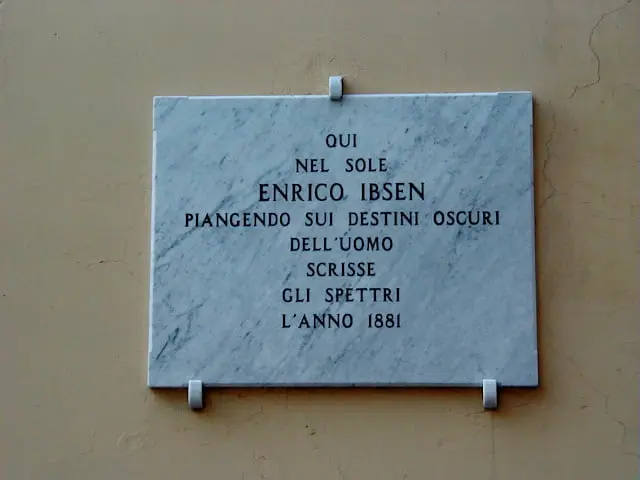 QUI
NEL SOLE
ENRICO IBSEN
PIANGENDO SUI DESTINI OSCURI
DELL'UOMO
SCRISSE
GLI SPETTRI
L'ANNO 1881